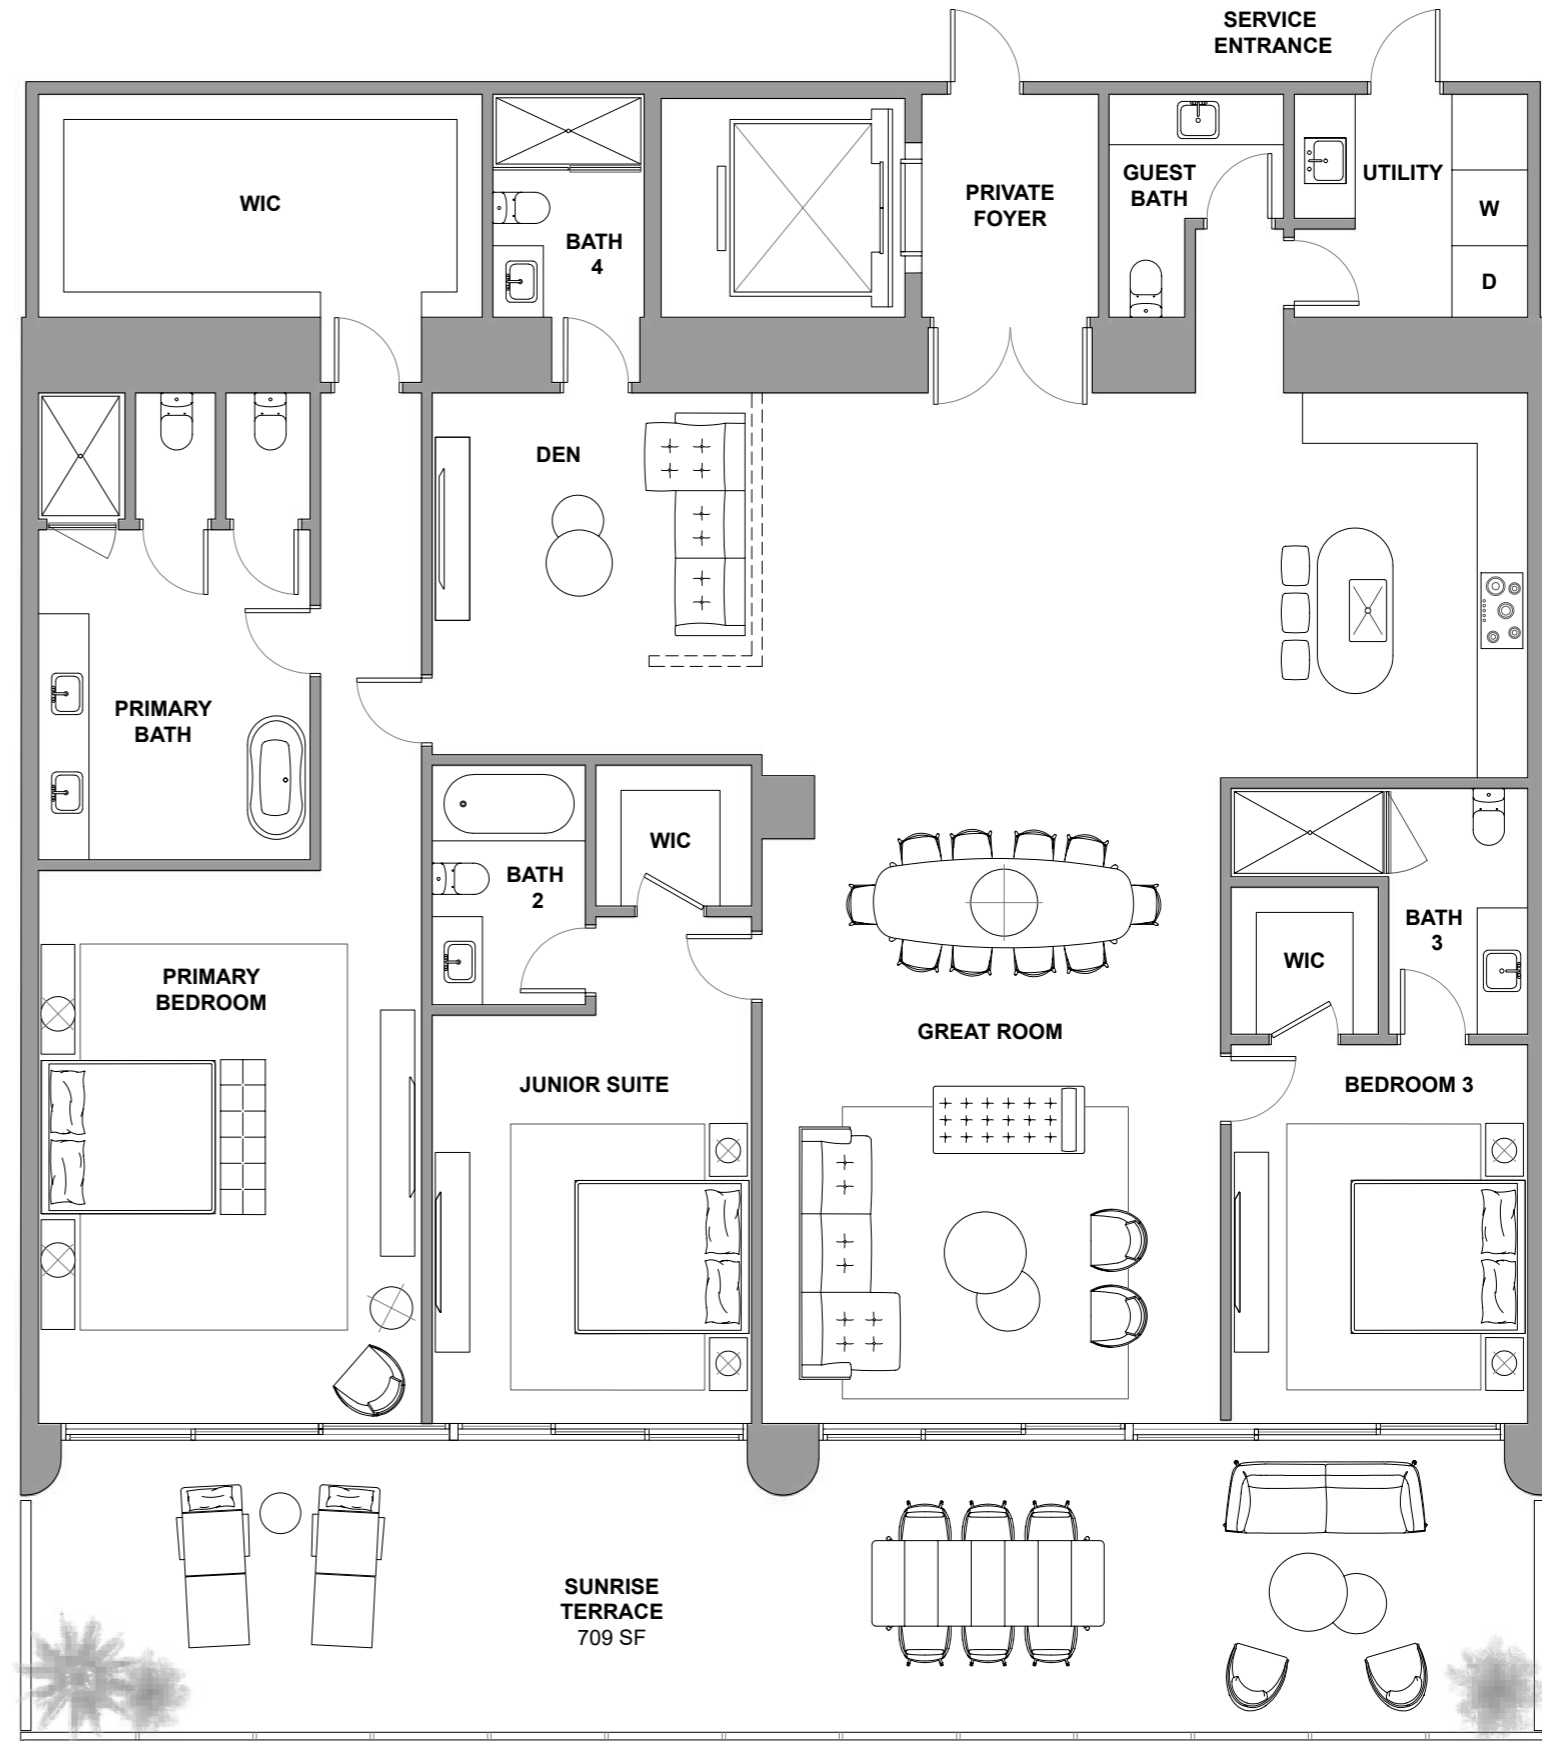 SERVICE
ENTRANCE
WIC
BATH
4
PRIVATE
FOYER
GUEST
BATH
UTILITY
W
D
DEN
PRIMARY
BATH
BATH
2
WIC
BATH
3
WIC
PRIMARY
BEDROOM
GREAT ROOM
JUNIOR SUITE
BEDROOM 3
SUNRISE
TERRACE
709 SF